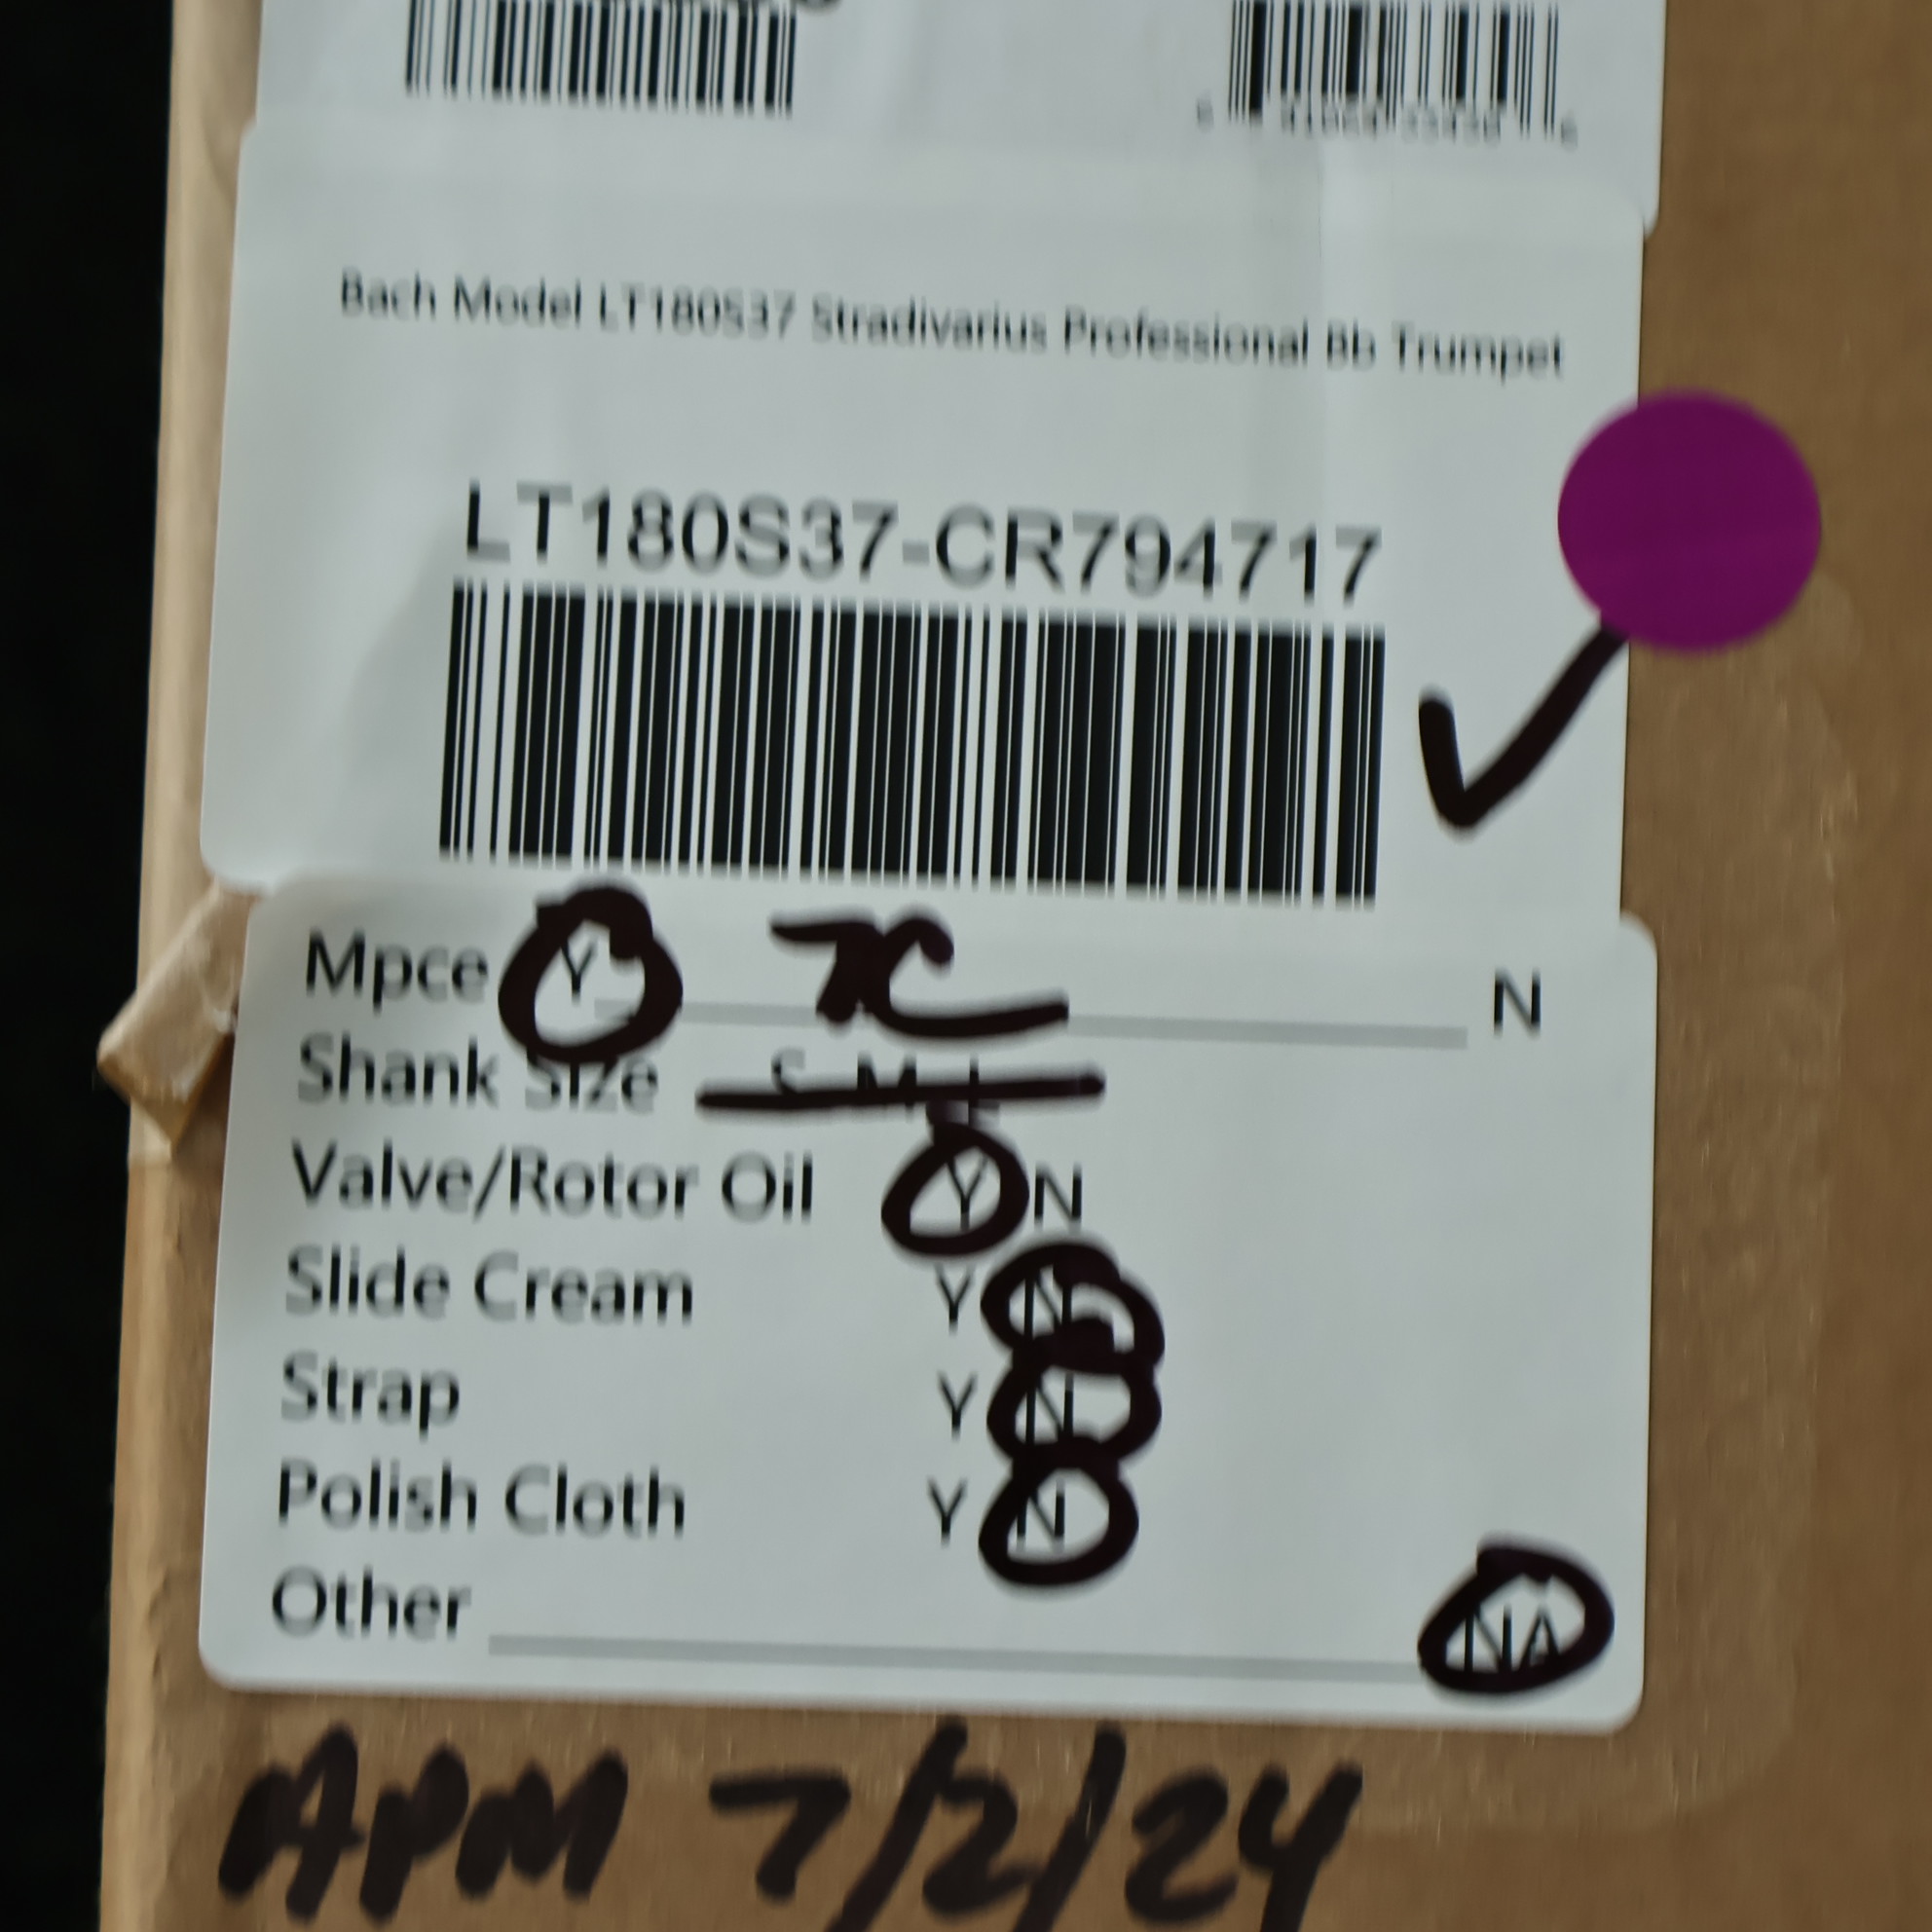 Bach Model LT180S37 Stradivarius Professional Bb Trumpet
LT180S37-CR794717
Mpce Y 7C N
Shank Size S M L
Valve/Rotor Oil Y N
Slide Cream Y N
Strap Y N
Polish Cloth Y N
Other NA
APM 7/2/24